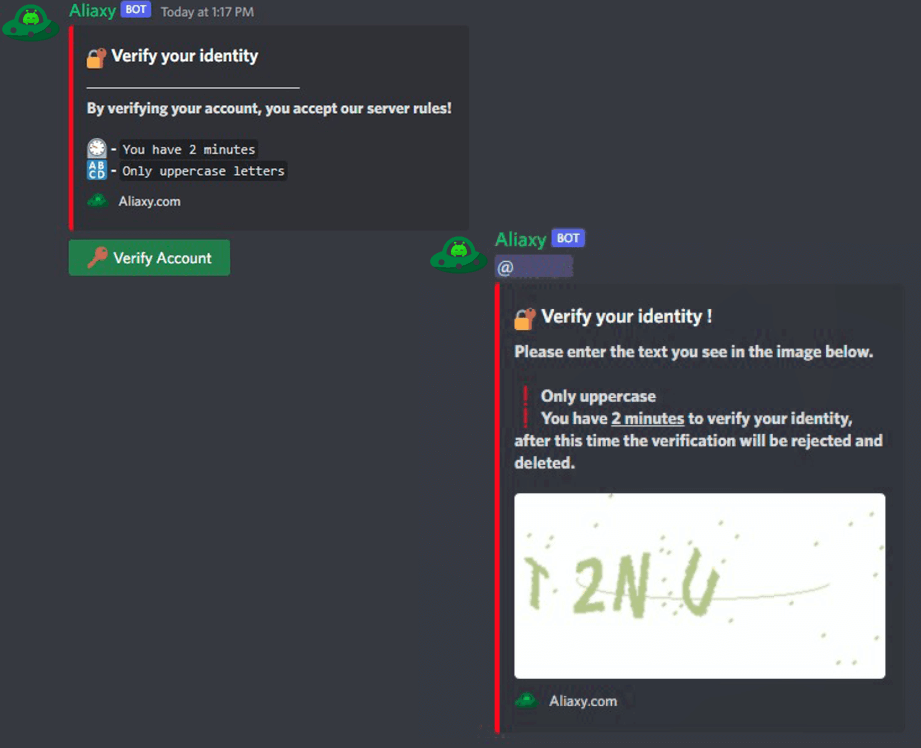 Aliaxy BOT Today at 1:17 PM
Verify your identity
By verifying your account, you accept our server rules!
- You have 2 minutes
ABCD - Only uppercase letters
Aliaxy.com
Verify Account
Aliaxy BOT
@
Verify your identity !
Please enter the text you see in the image below.
❗ Only uppercase
❗ You have 2 minutes to verify your identity,
after this time the verification will be rejected and
deleted.
Aliaxy.com